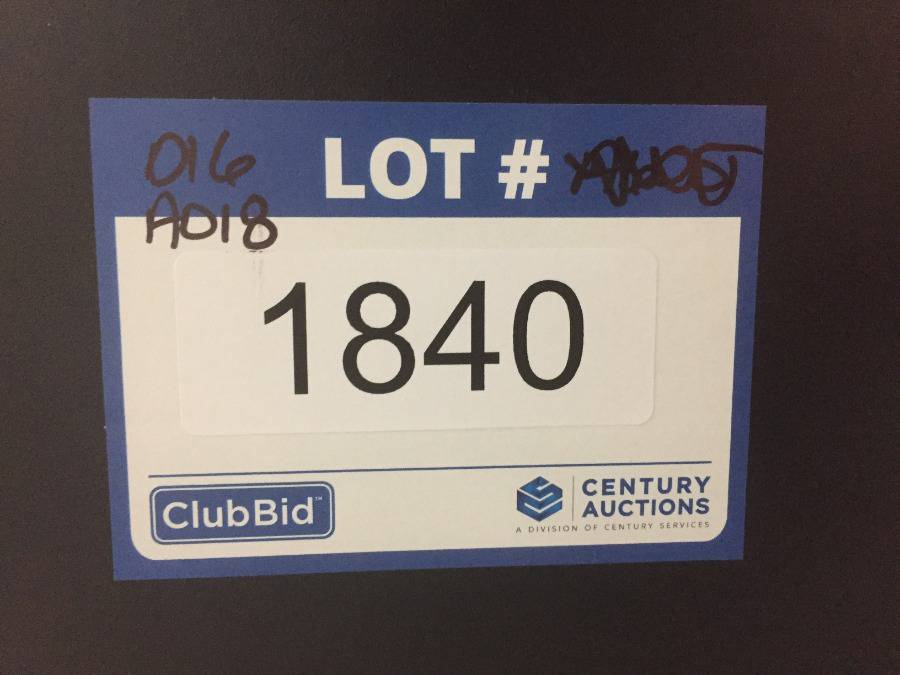 016
A018
LOT #
1840
ClubBid™
CENTURY
AUCTIONS
A DIVISION OF CENTURY SERVICES